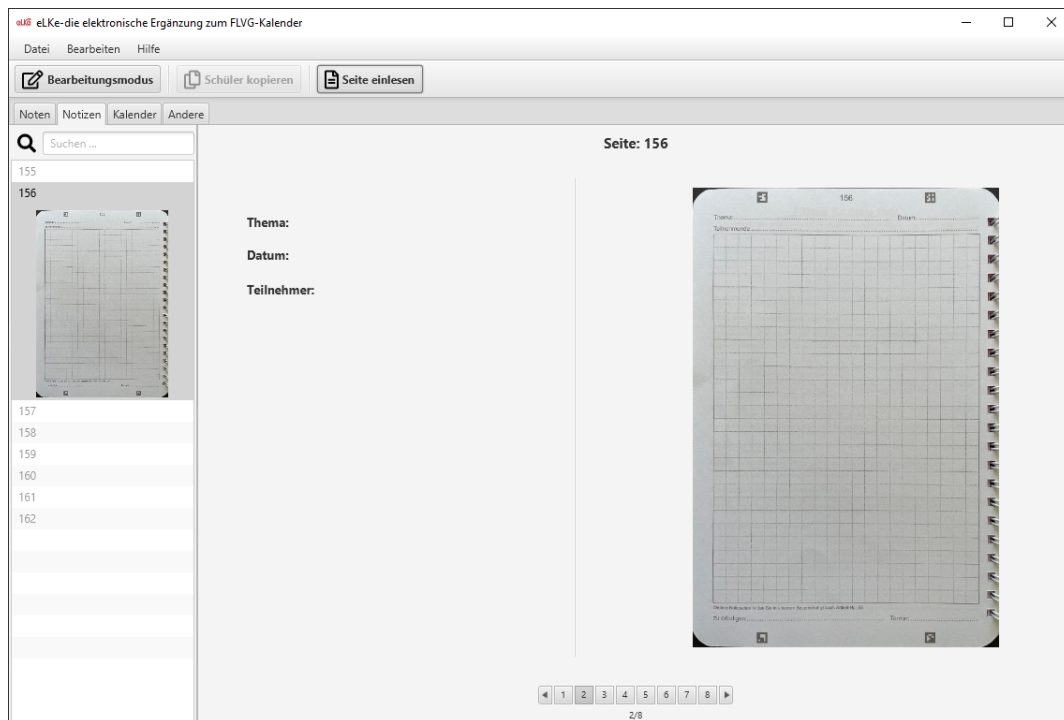 eLKe eLKe-die elektronische Ergänzung zum FLVG-Kalender
Datei Bearbeiten Hilfe
Bearbeitungsmodus Schüler kopieren Seite einlesen
Noten Notizen Kalender Andere
Suchen ...
155
156
157
158
159
160
161
162
Seite: 156
Thema:
Datum:
Teilnehmer:
156
Thema: Datum:
Teilnehmende:
Termin:
1 2 3 4 5 6 7 8
2/8